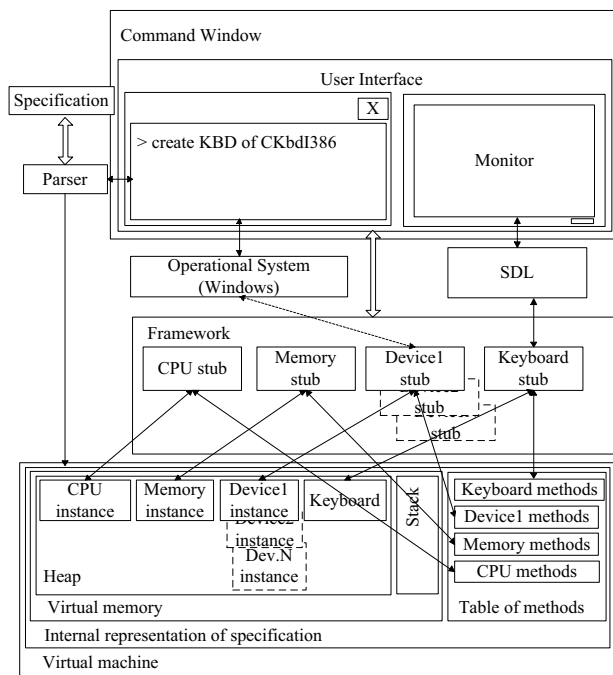 Command Window
User Interface
Specification
X
> create KBD of CKbdI386
Monitor
Parser
Operational System
(Windows)
SDL
Framework
CPU stub
Memory
stub
Device1
stub
Keyboard
stub
stub
stub
CPU
instance
Memory
instance
Device1
instance
Keyboard
Stack
Keyboard methods
Device1 methods
Memory methods
CPU methods
Device2
instance
Dev.N
instance
Heap
Virtual memory
Table of methods
Internal representation of specification
Virtual machine